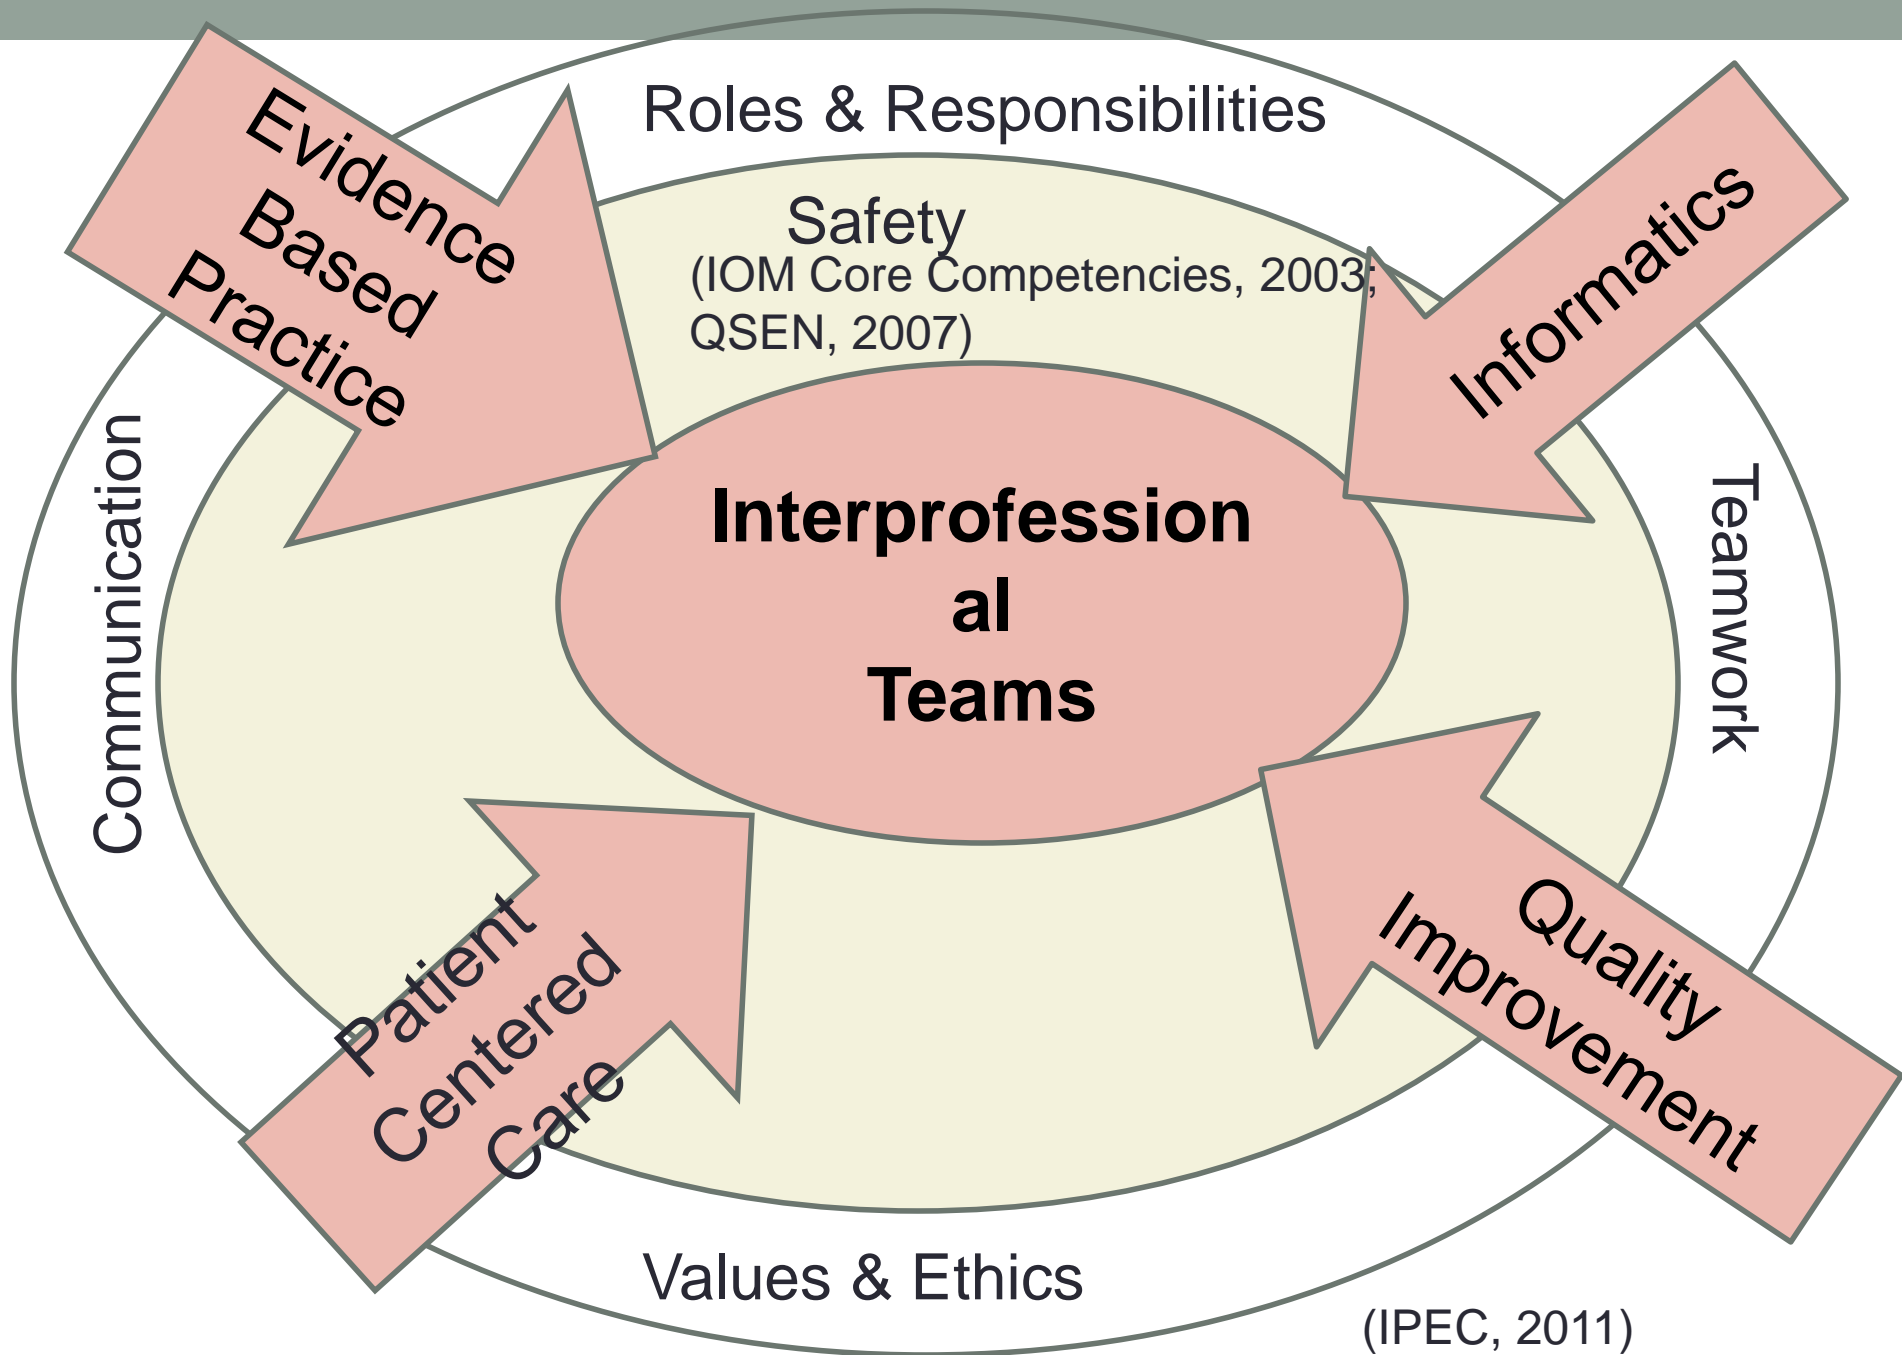 Roles & Responsibilities
Evidence
Based
Practice
Safety
(IOM Core Competencies, 2003;
QSEN, 2007)
Informatics
Communication
Interprofession
al
Teams
Teamwork
Patient
Centered
Care
Quality
Improvement
Values & Ethics
(IPEC, 2011)